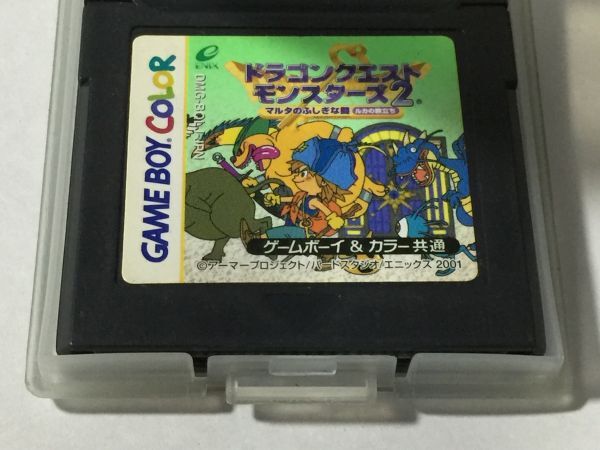 GAME BOY COLOR
ENIX
DMG-BQLJ-JPN
ドラゴンクエスト
モンスターズ2
マルタのふしぎな鍵 ルカの旅立ち
ゲームボーイ & カラー共通
©アーマープロジェクト/バードスタジオ/エニックス 2001